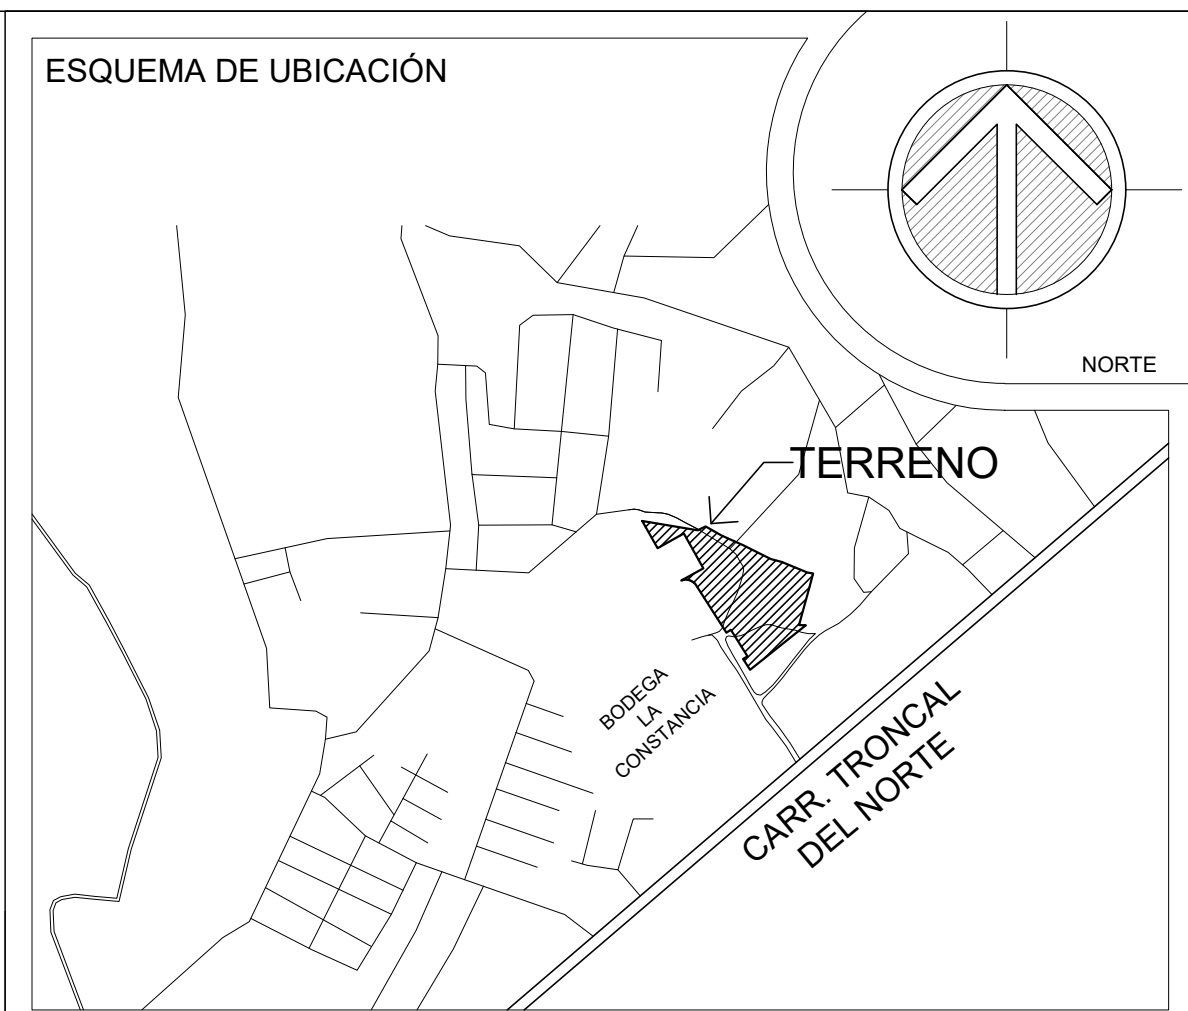 ESQUEMA DE UBICACIÓN
NORTE
TERRENO
BODEGA
LA
CONSTANCIA
CARR. TRONCAL
DEL NORTE